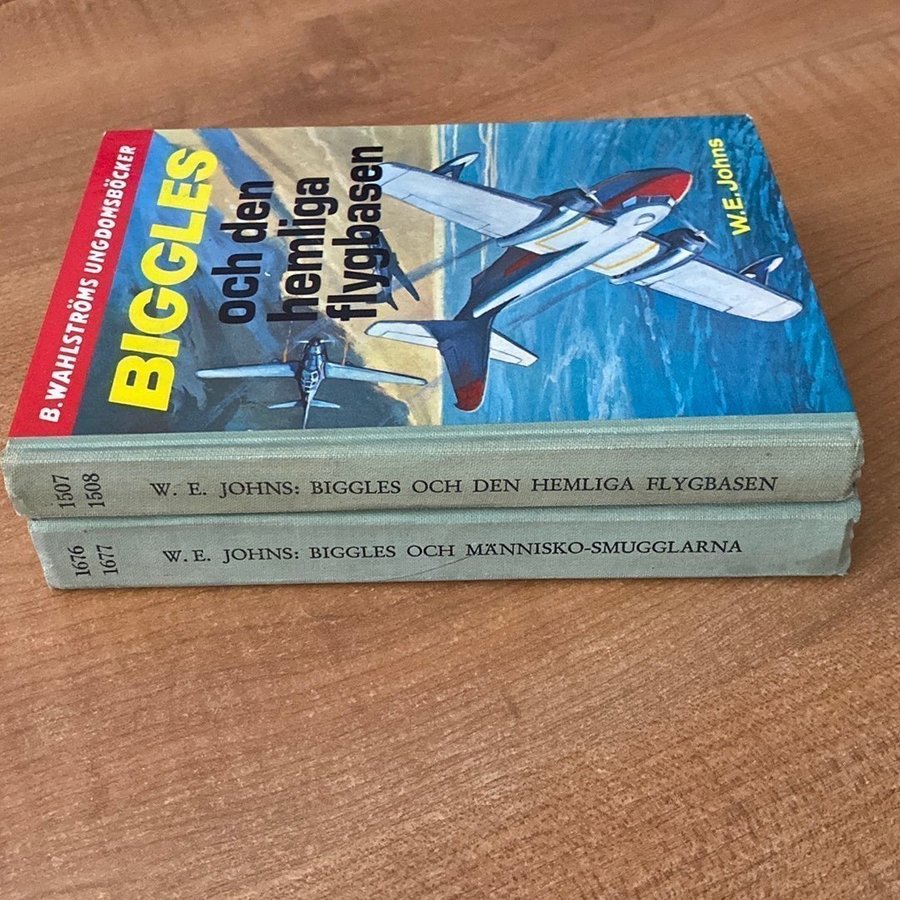 B.WAHLSTRÖMS UNGDOMSBÖCKER
BIGGLES
och den
hemliga
flygbasen
W.E.Johns
1507
1508
W. E. JOHNS: BIGGLES OCH DEN HEMLIGA FLYGBASEN
1676
1677
W. E. JOHNS: BIGGLES OCH MÄNNISKO-SMUGGLARNA